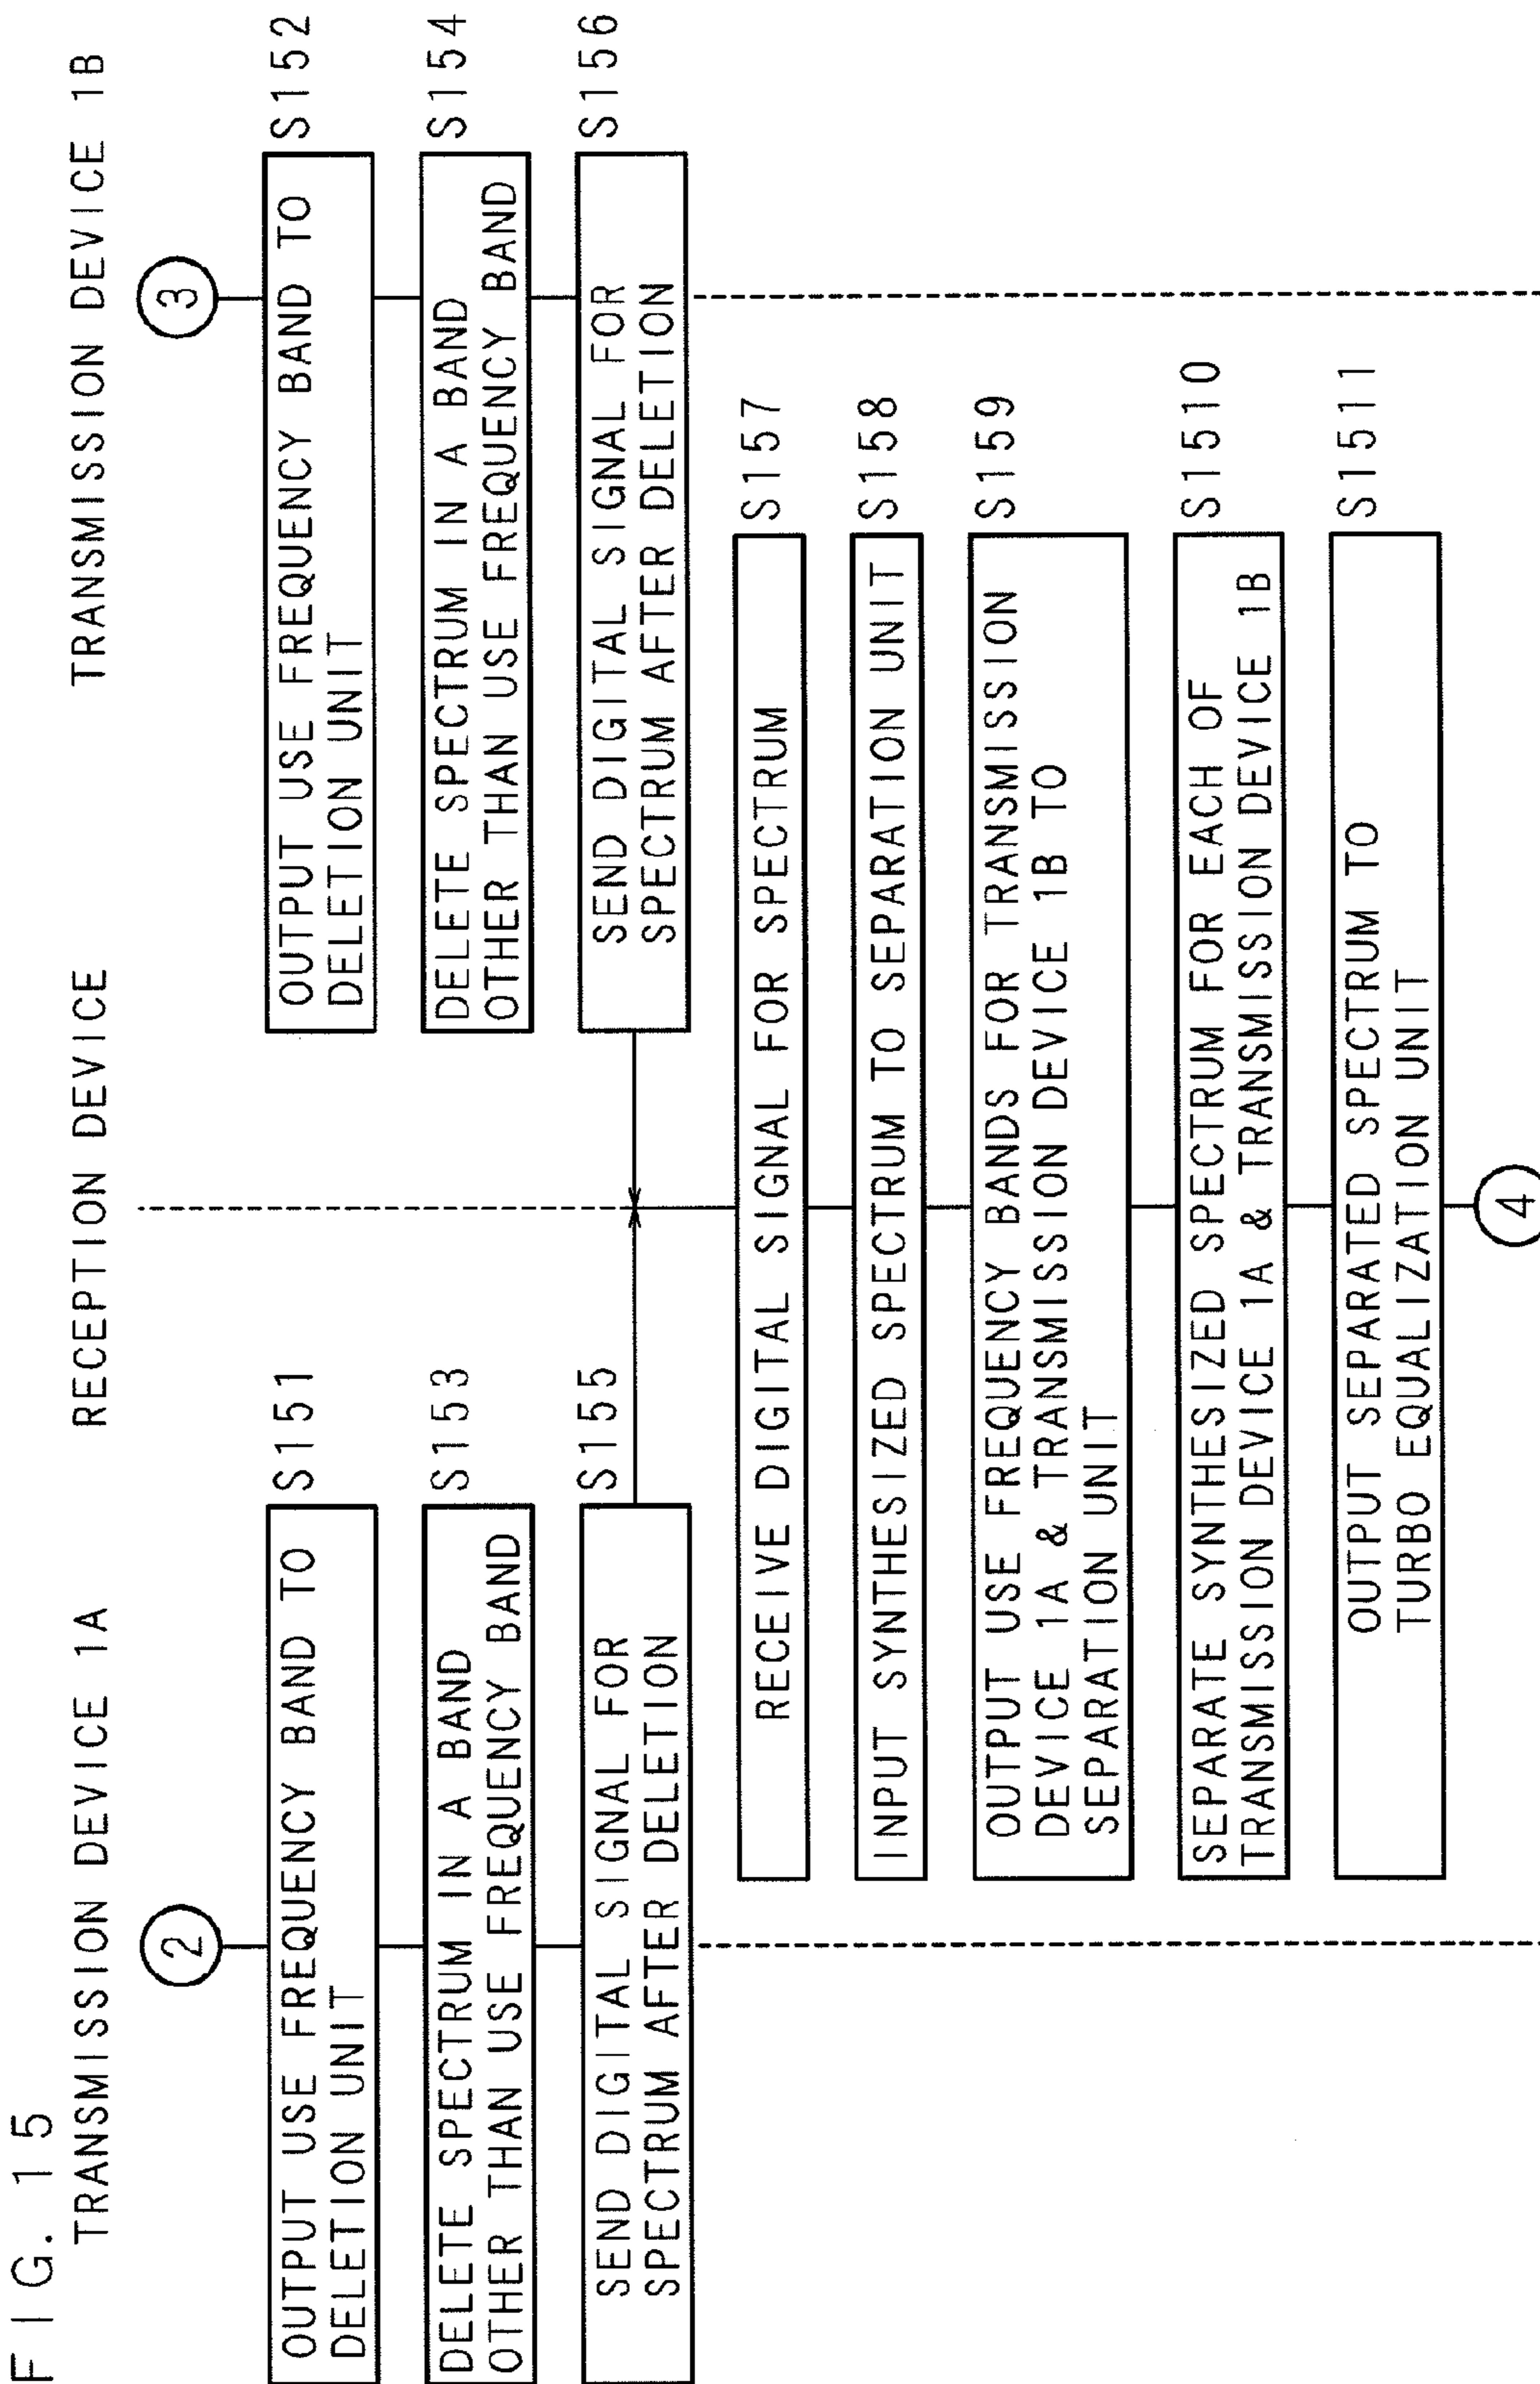 FIG. 15
TRANSMISSION DEVICE 1A
RECEPTION DEVICE
TRANSMISSION DEVICE 1B
2
3
OUTPUT USE FREQUENCY BAND TO
DELETION UNIT
S151
OUTPUT USE FREQUENCY BAND TO
DELETION UNIT
S152
DELETE SPECTRUM IN A BAND
OTHER THAN USE FREQUENCY BAND
S153
DELETE SPECTRUM IN A BAND
OTHER THAN USE FREQUENCY BAND
S154
SEND DIGITAL SIGNAL FOR
SPECTRUM AFTER DELETION
S155
SEND DIGITAL SIGNAL FOR
SPECTRUM AFTER DELETION
S156
RECEIVE DIGITAL SIGNAL FOR SPECTRUM
S157
INPUT SYNTHESIZED SPECTRUM TO SEPARATION UNIT
S158
OUTPUT USE FREQUENCY BANDS FOR TRANSMISSION
DEVICE 1A & TRANSMISSION DEVICE 1B TO
SEPARATION UNIT
S159
SEPARATE SYNTHESIZED SPECTRUM FOR EACH OF
TRANSMISSION DEVICE 1A & TRANSMISSION DEVICE 1B
S1510
OUTPUT SEPARATED SPECTRUM TO
TURBO EQUALIZATION UNIT
S1511
4